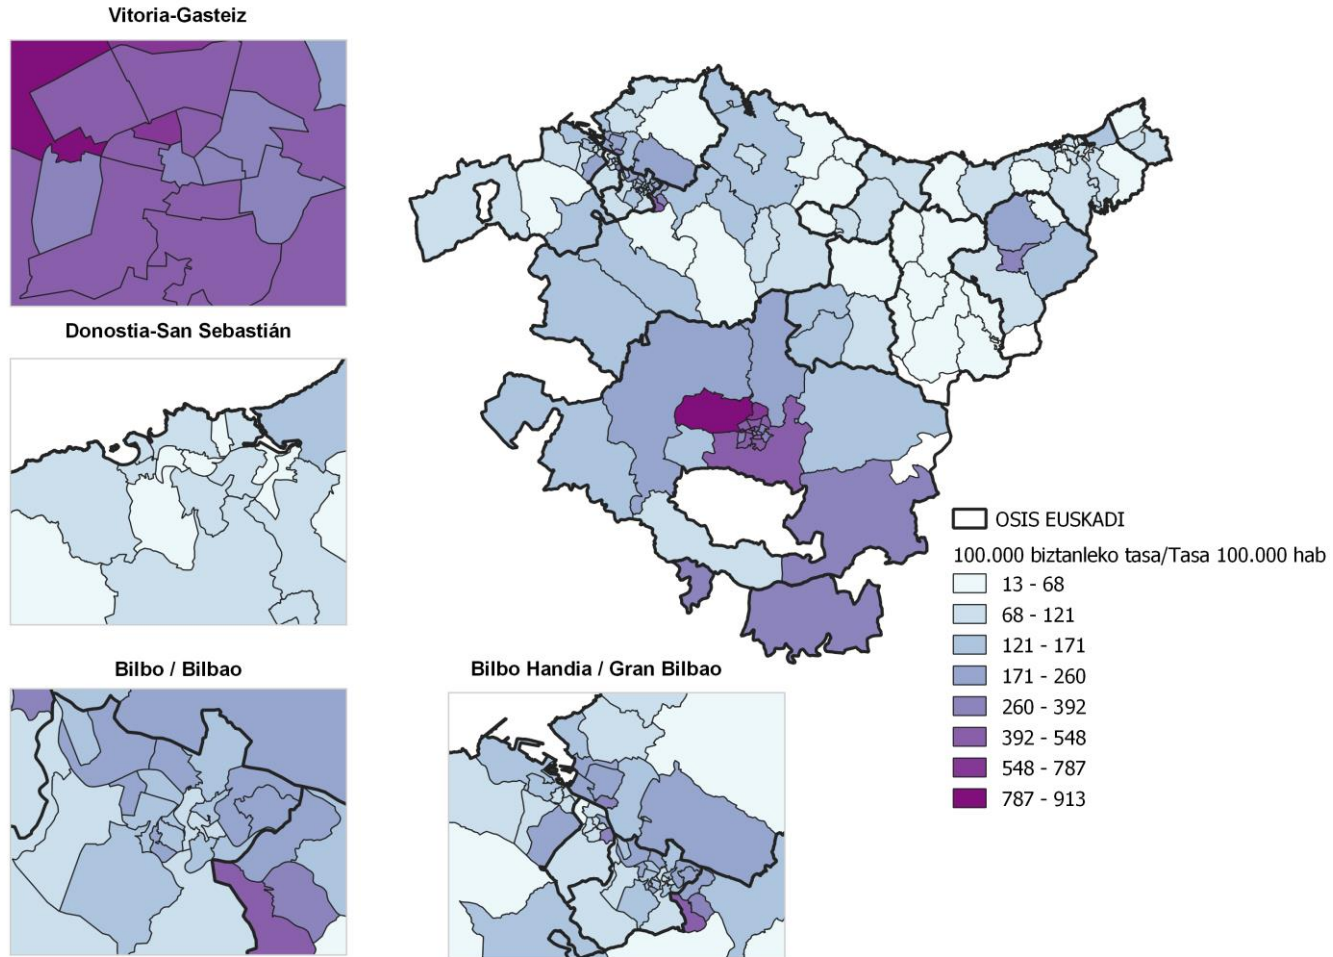 Vitoria-Gasteiz
Donostia-San Sebastián
Bilbo / Bilbao
Bilbo Handia / Gran Bilbao
OSIS EUSKADI
100.000 biztanleko tasa/Tasa 100.000 hab
13 - 68
68 - 121
121 - 171
171 - 260
260 - 392
392 - 548
548 - 787
787 - 913